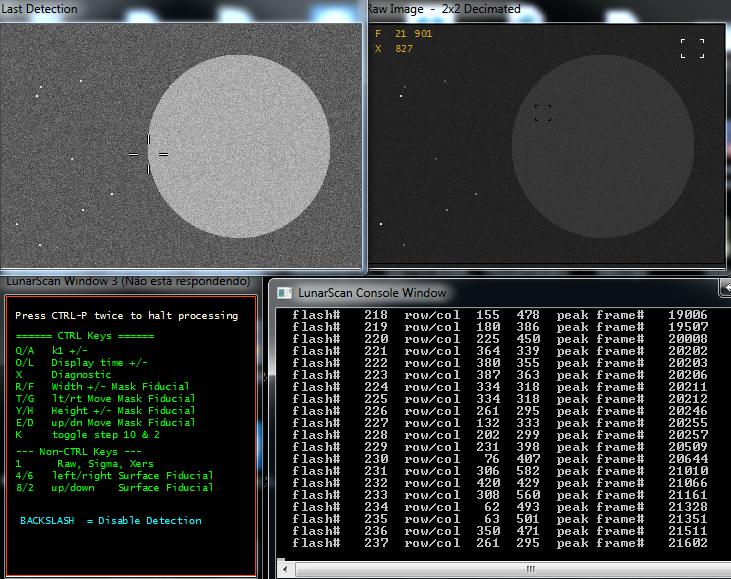 Last Detection
Raw Image - 2x2 Decimated
F 21 901
X 827
LunarScan Window 3 (Não está respondendo)
Press CTRL-P twice to halt processing
====== CTRL Keys ======
Q/A k1 +/-
O/L Display time +/-
X Diagnostic
R/F Width +/- Mask Fiducial
T/G lt/rt Move Mask Fiducial
Y/H Height +/- Mask Fiducial
E/D up/dn Move Mask Fiducial
K toggle step 10 & 2
--- Non-CTRL Keys ---
1 Raw, Sigma, Xers
4/6 left/right Surface Fiducial
8/2 up/down Surface Fiducial
BACKSLASH = Disable Detection
LunarScan Console Window
flash# 218 row/col 155 478 peak frame# 19006
flash# 219 row/col 180 386 peak frame# 19507
flash# 220 row/col 225 450 peak frame# 20008
flash# 221 row/col 364 339 peak frame# 20202
flash# 222 row/col 380 355 peak frame# 20203
flash# 223 row/col 387 363 peak frame# 20206
flash# 224 row/col 334 318 peak frame# 20211
flash# 225 row/col 334 318 peak frame# 20212
flash# 226 row/col 261 295 peak frame# 20246
flash# 227 row/col 132 333 peak frame# 20255
flash# 228 row/col 202 299 peak frame# 20257
flash# 229 row/col 231 498 peak frame# 20509
flash# 230 row/col 76 407 peak frame# 20644
flash# 231 row/col 306 582 peak frame# 21010
flash# 232 row/col 420 429 peak frame# 21066
flash# 233 row/col 308 560 peak frame# 21161
flash# 234 row/col 62 493 peak frame# 21328
flash# 235 row/col 63 501 peak frame# 21351
flash# 236 row/col 350 471 peak frame# 21511
flash# 237 row/col 261 295 peak frame# 21602